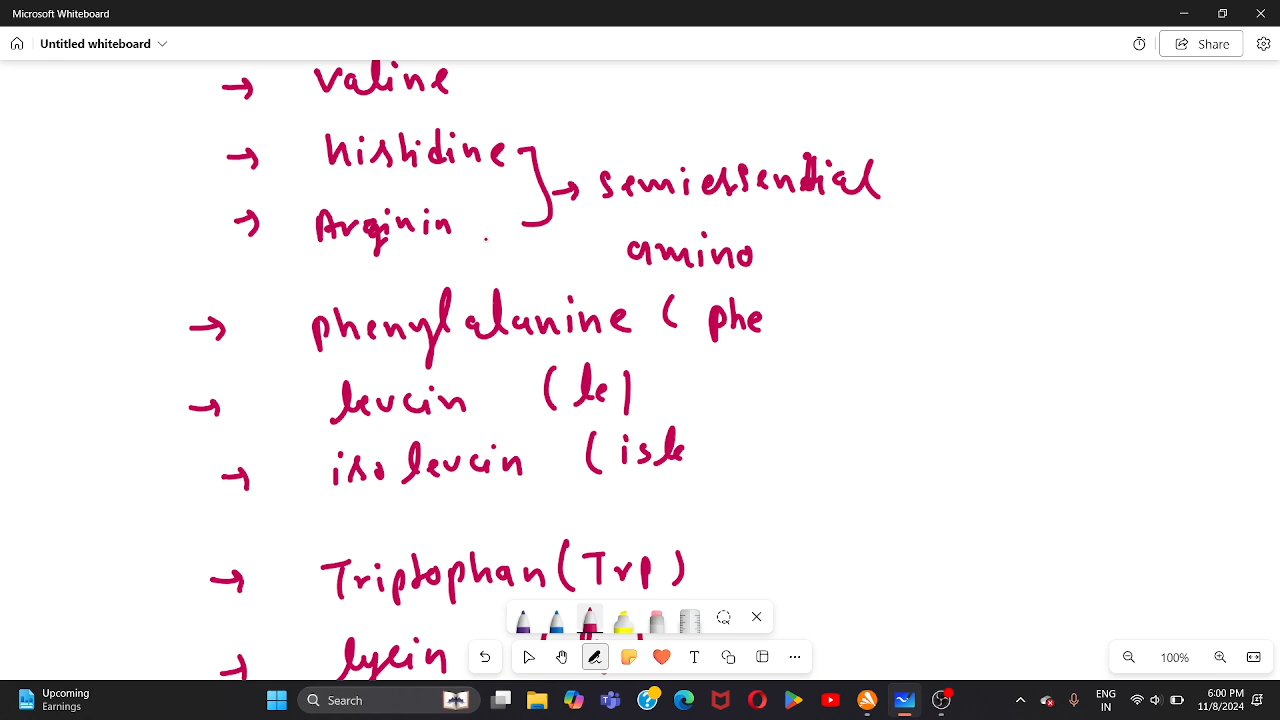 Microsoft Whiteboard
Untitled whiteboard
Share
→ valine
→ histidine
→ semiessential
→ Arginin
amino
→ phenylalanine ( phe
→ leucin (le)
→ isoleucin (isle
→ Triptophan (Trp)
→ lycin
100%
Upcoming
Earnings
Search
ENG
IN
6:00 PM
11/8/2024